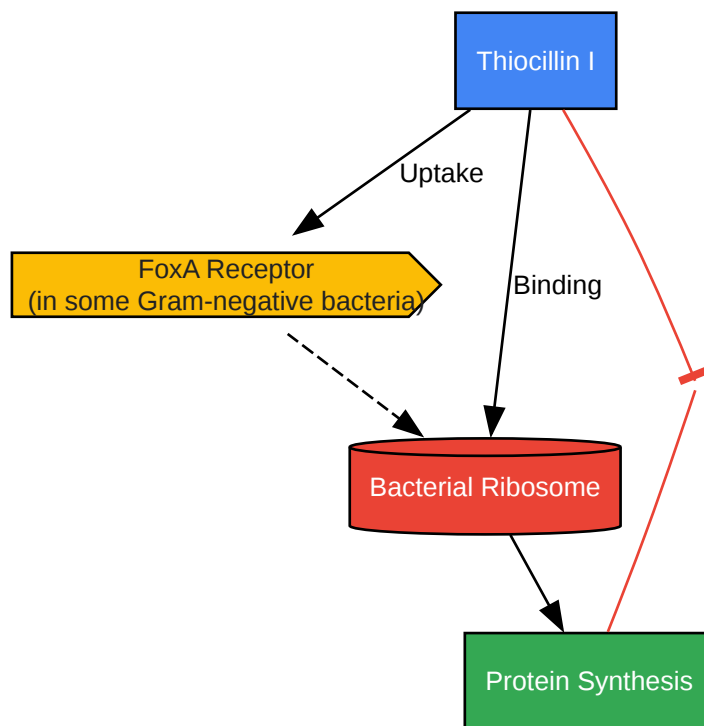 Thiocillin I
Uptake
FoxA Receptor
(in some Gram-negative bacteria)
Binding
Bacterial Ribosome
Protein Synthesis